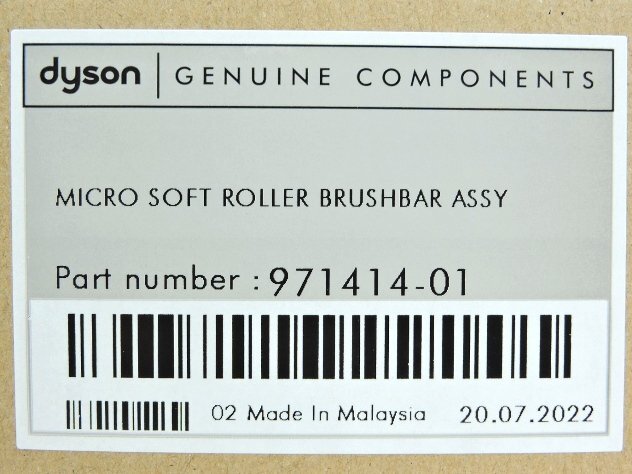 dyson | GENUINE COMPONENTS
MICRO SOFT ROLLER BRUSHBAR ASSY
Part number : 971414-01
02 Made In Malaysia 20.07.2022